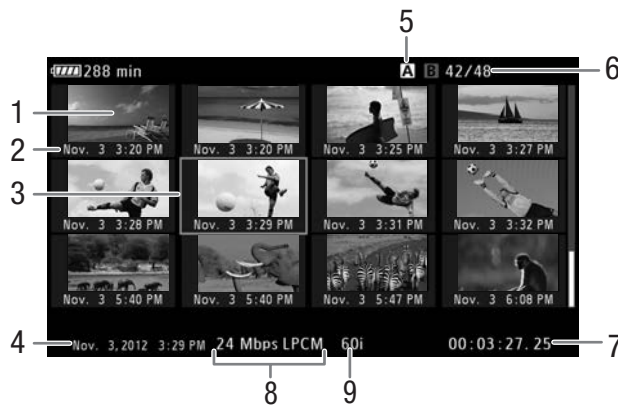 5
288 min A B 42/48 6
1
2 Nov. 3 3:20 PM Nov. 3 3:20 PM Nov. 3 3:25 PM Nov. 3 3:27 PM
3
Nov. 3 3:28 PM Nov. 3 3:29 PM Nov. 3 3:31 PM Nov. 3 3:32 PM
Nov. 3 5:40 PM Nov. 3 5:40 PM Nov. 3 5:47 PM Nov. 3 6:08 PM
4 Nov. 3, 2012 3:29 PM 24 Mbps LPCM 60i 00:03:27.25 7
8 9